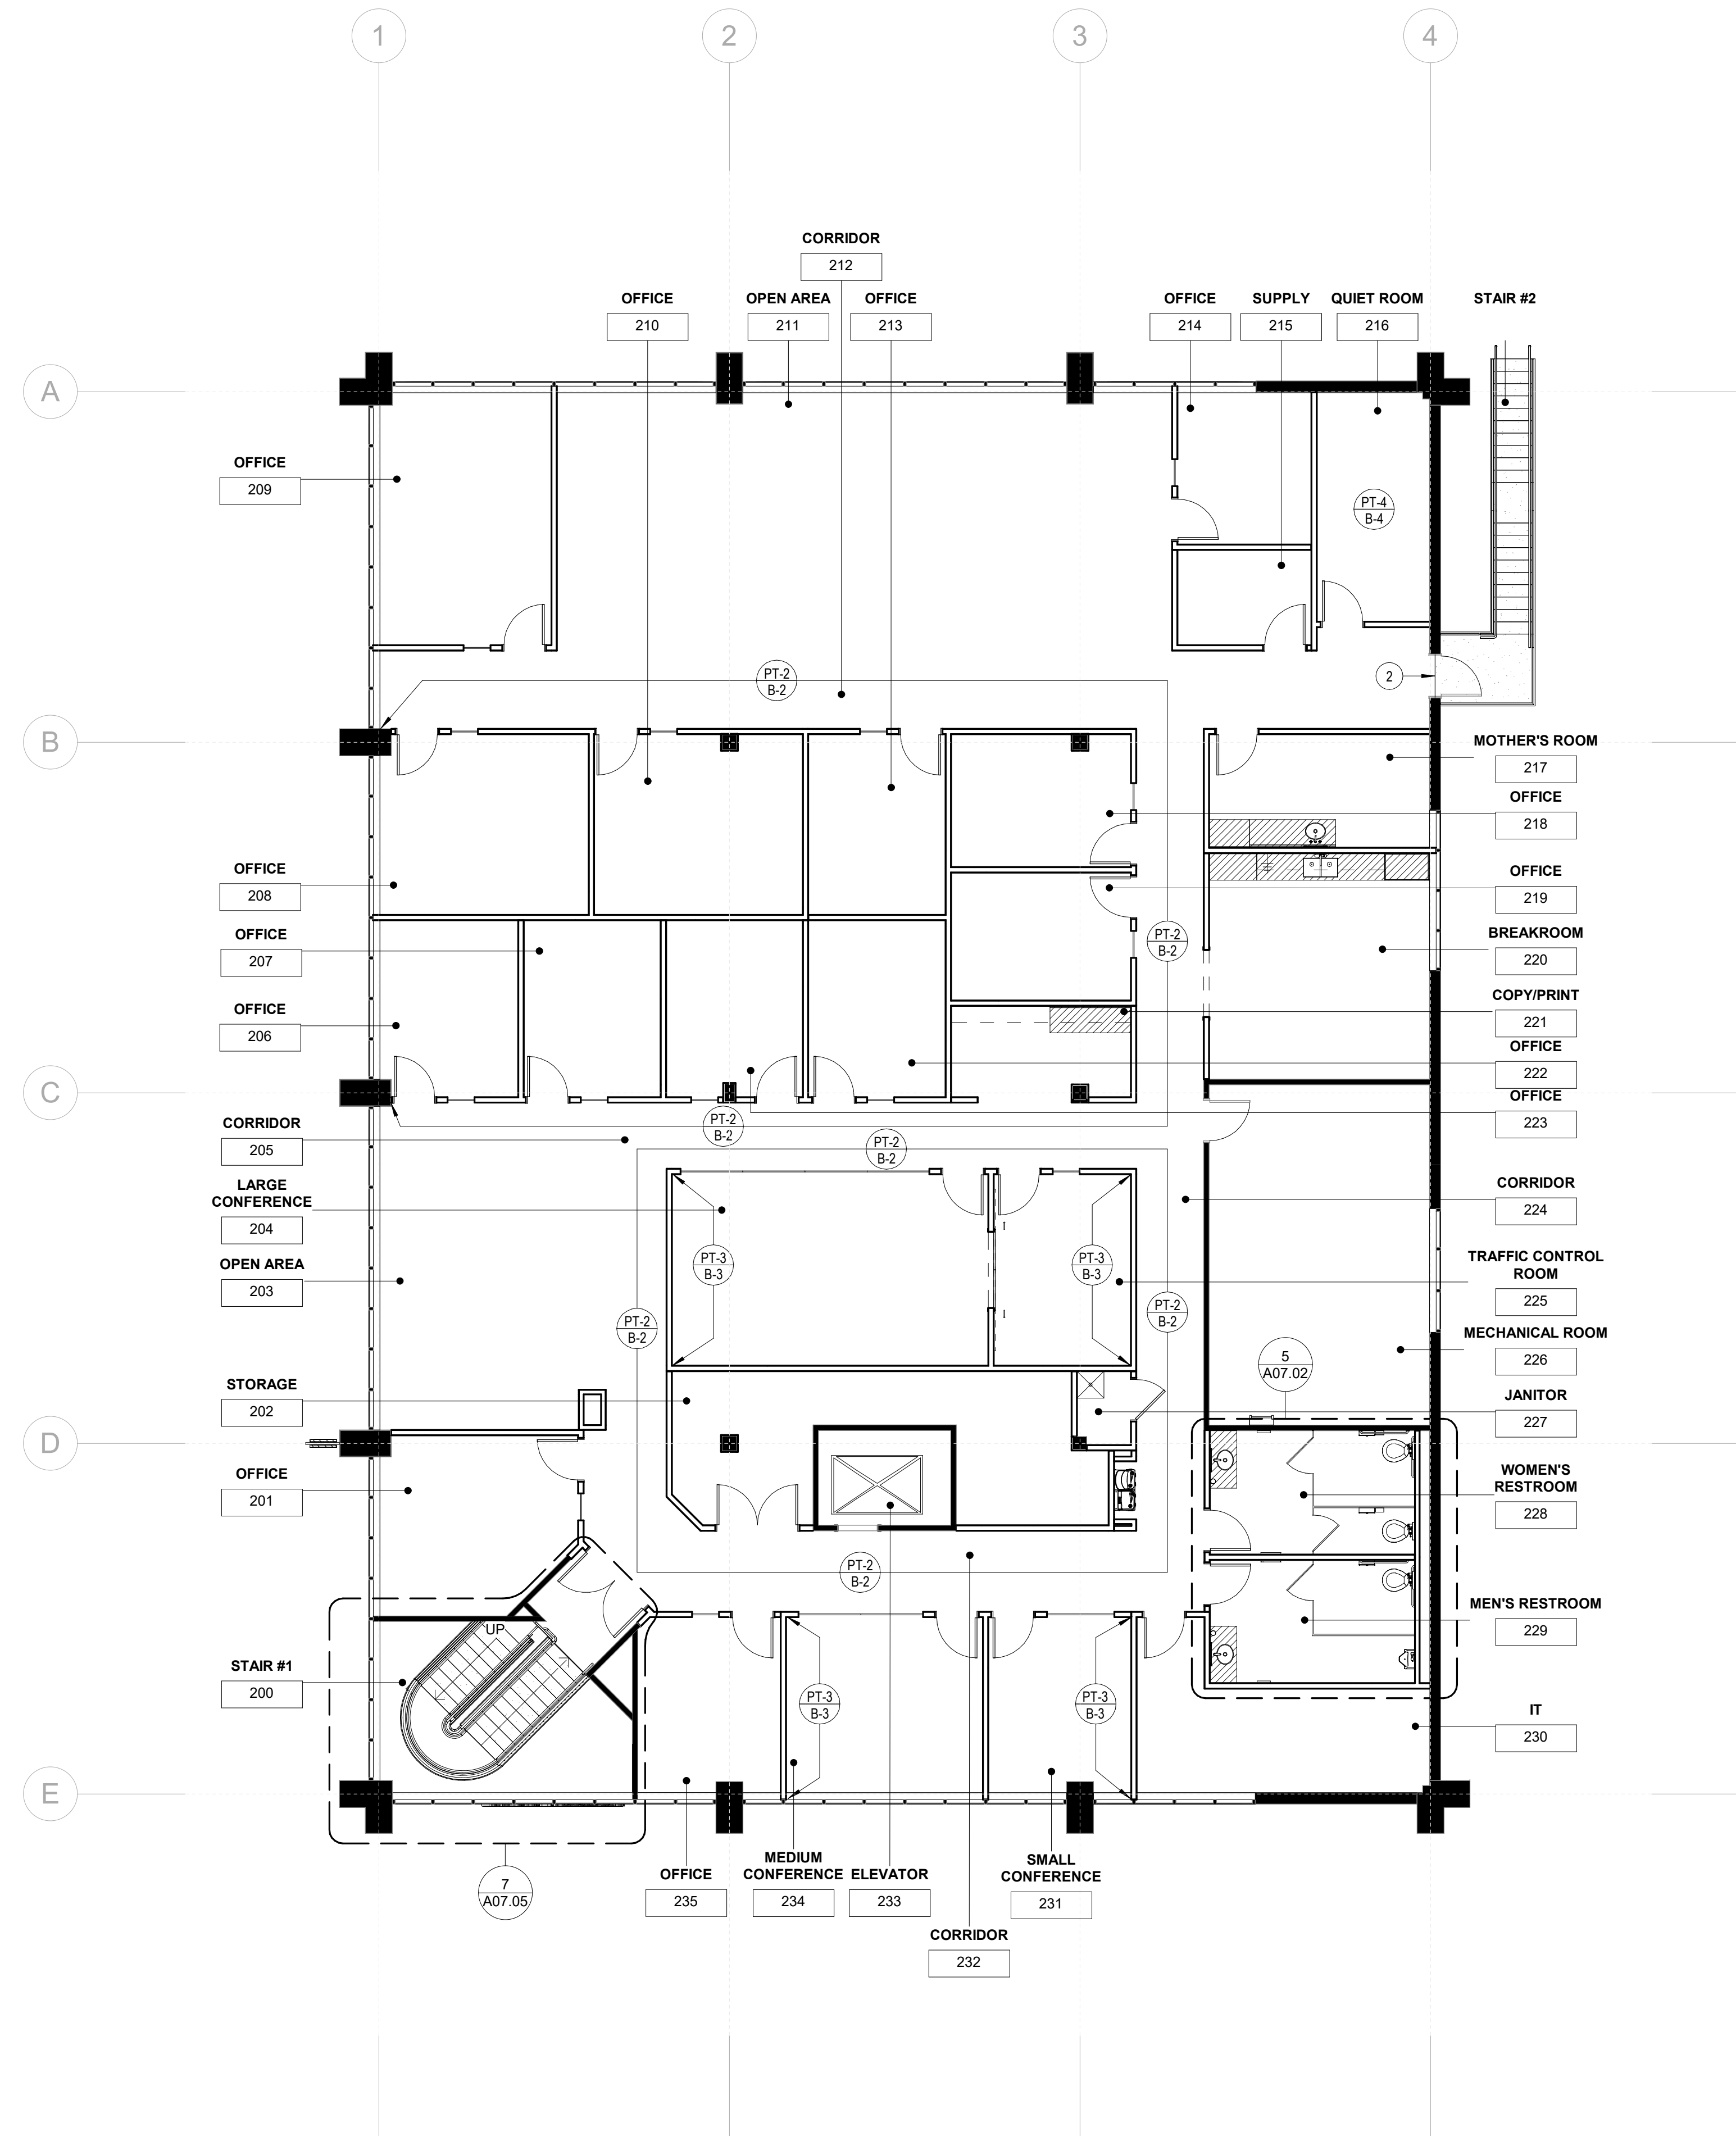 1
2
3
4
CORRIDOR
212
OFFICE
210
OPEN AREA
211
OFFICE
213
OFFICE
214
SUPPLY
215
QUIET ROOM
216
STAIR #2
A
OFFICE
209
PT-4
B-4
PT-2
B-2
2
B
MOTHER'S ROOM
217
OFFICE
218
OFFICE
208
OFFICE
219
OFFICE
207
BREAKROOM
220
PT-2
B-2
OFFICE
206
COPY/PRINT
221
OFFICE
222
C
OFFICE
223
CORRIDOR
205
PT-2
B-2
PT-2
B-2
LARGE
CONFERENCE
204
CORRIDOR
224
OPEN AREA
203
PT-3
B-3
PT-3
B-3
TRAFFIC CONTROL
ROOM
225
PT-2
B-2
PT-2
B-2
MECHANICAL ROOM
226
5
A07.02
STORAGE
202
JANITOR
227
D
OFFICE
201
WOMEN'S
RESTROOM
228
PT-2
B-2
MEN'S RESTROOM
229
UP
STAIR #1
200
PT-3
B-3
PT-3
B-3
IT
230
E
7
A07.05
OFFICE
235
MEDIUM
CONFERENCE
234
ELEVATOR
233
SMALL
CONFERENCE
231
CORRIDOR
232